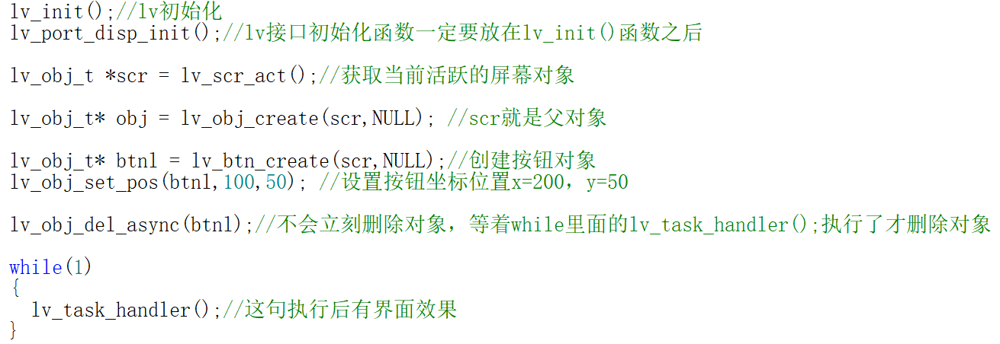 lv_init();//lv初始化
lv_port_disp_init();//lv接口初始化函数一定要放在lv_init()函数之后
lv_obj_t *scr = lv_scr_act();//获取当前活跃的屏幕对象
lv_obj_t* obj = lv_obj_create(scr,NULL); //scr就是父对象
lv_obj_t* btnl = lv_btn_create(scr,NULL);//创建按钮对象
lv_obj_set_pos(btnl,100,50); //设置按钮坐标位置x=200，y=50
lv_obj_del_async(btnl);//不会立刻删除对象，等着while里面的lv_task_handler();执行了才删除对象
while(1)
{
lv_task_handler();//这句执行后有界面效果
}